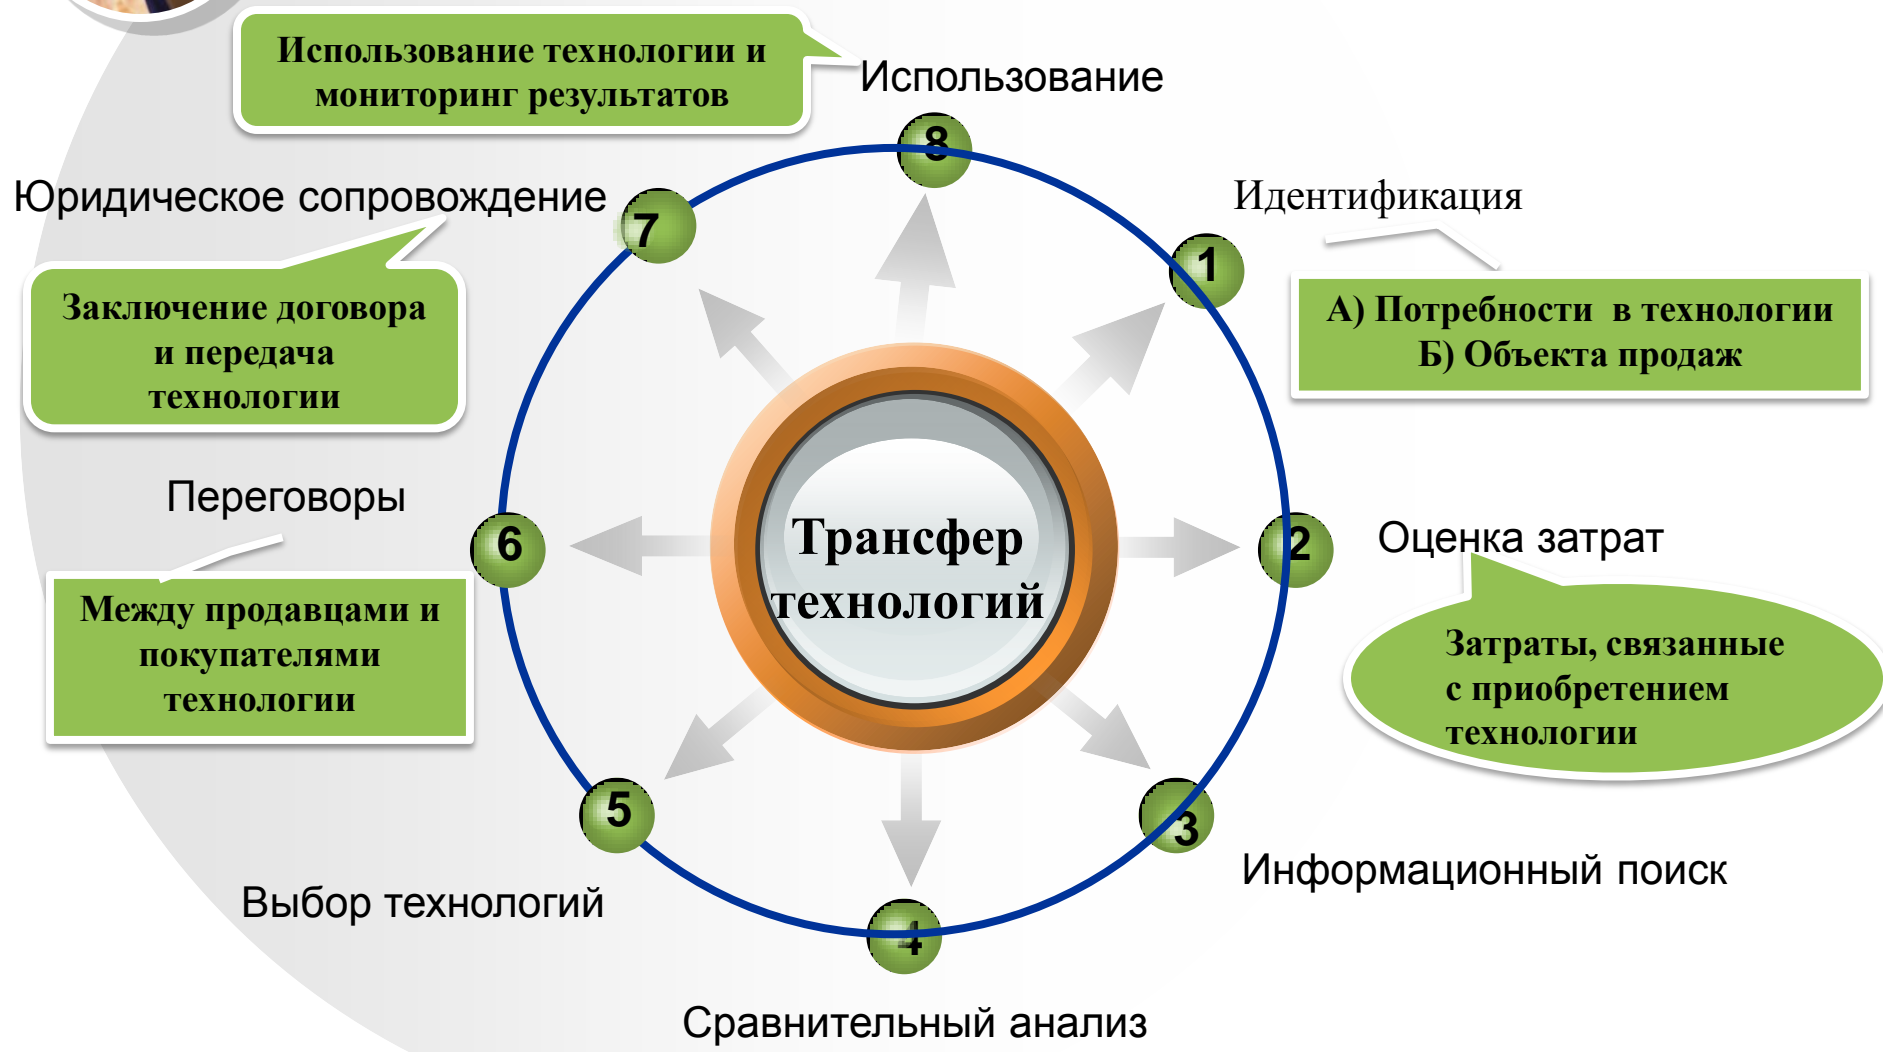 Использование технологии и
мониторинг результатов
Использование
8
Юридическое сопровождение
7
Идентификация
1
Заключение договора
и передача
технологии
А) Потребности в технологии
Б) Объекта продаж
Переговоры
6
Трансфер
технологий
2
Оценка затрат
Между продавцами и
покупателями
технологии
Затраты, связанные
с приобретением
технологии
5
3
Информационный поиск
Выбор технологий
4
Сравнительный анализ